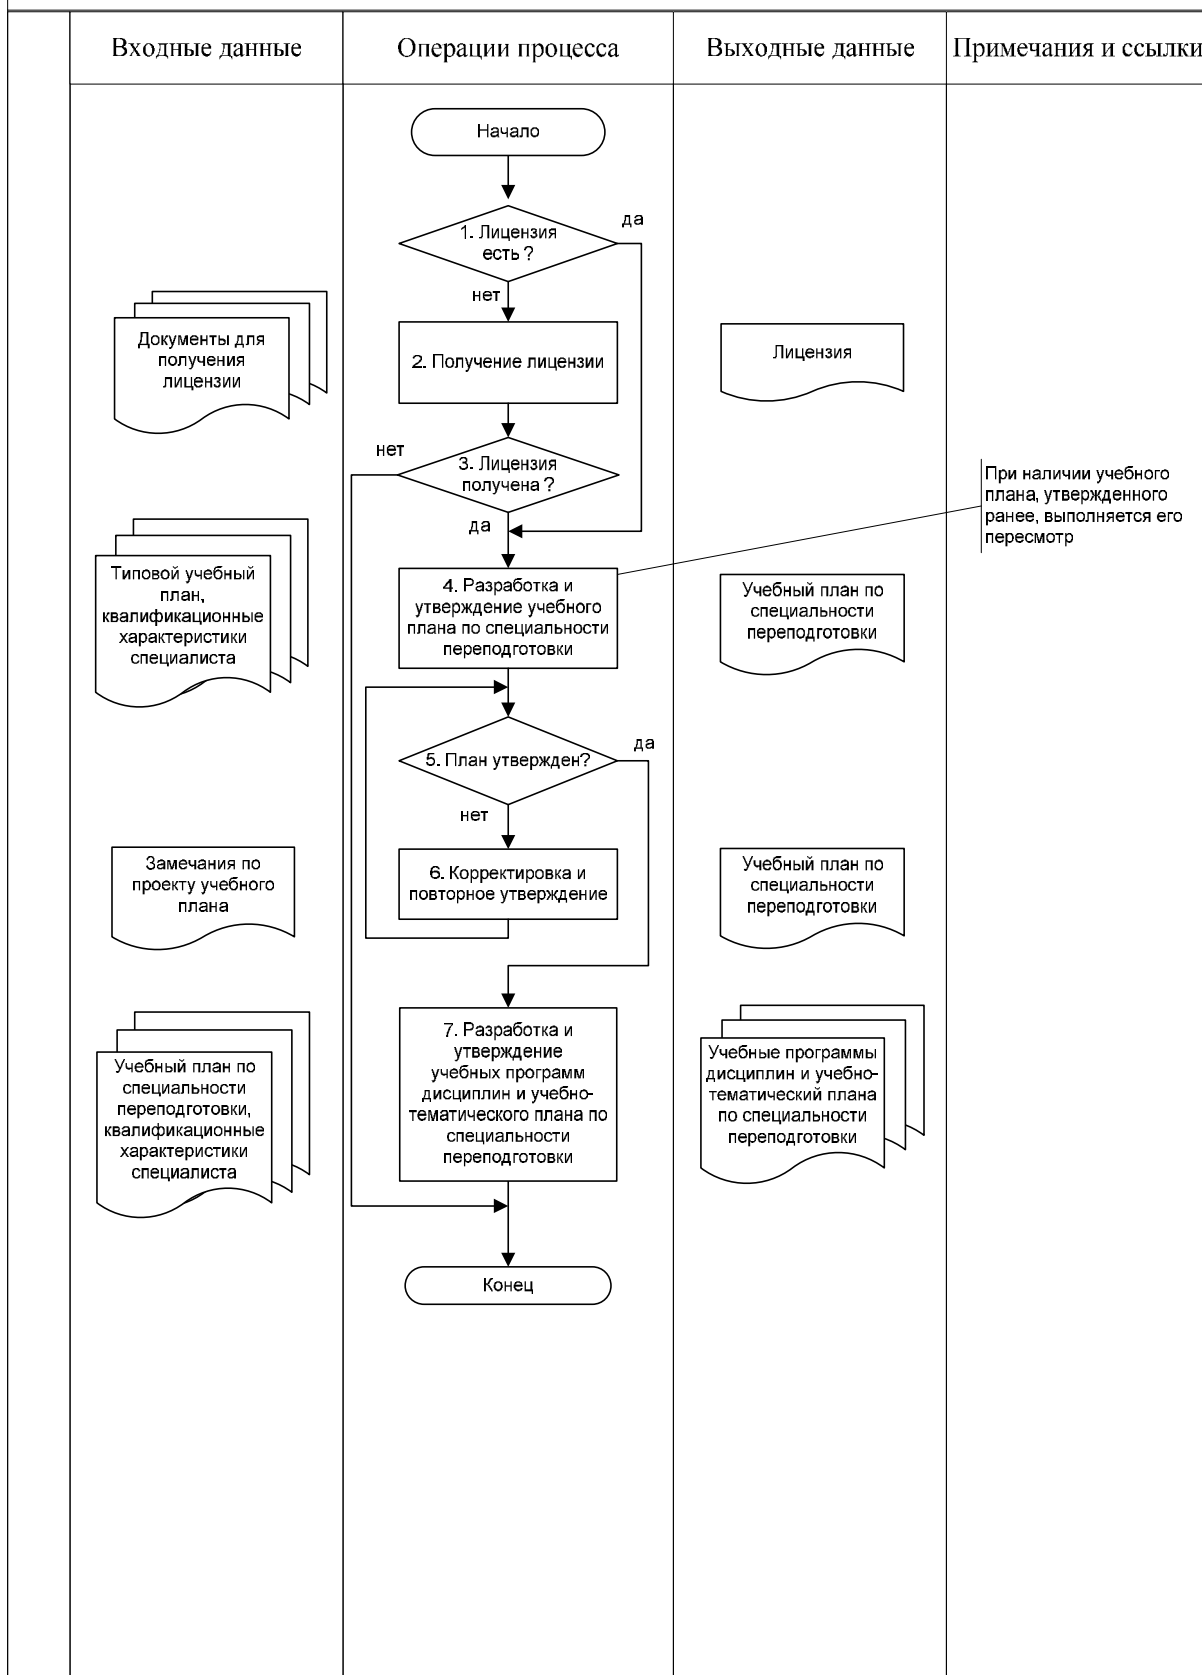 Входные данные
Операции процесса
Выходные данные
Примечания и ссылки
Начало
да
1. Лицензия
есть ?
нет
Документы для
получения
лицензии
2. Получение лицензии
Лицензия
нет
3. Лицензия
получена ?
да
При наличии учебного
плана, утвержденного
ранее, выполняется его
пересмотр
Типовой учебный
план,
квалификационные
характеристики
специалиста
4. Разработка и
утверждение учебного
плана по специальности
переподготовки
Учебный план по
специальности
переподготовки
да
5. План утвержден?
нет
Замечания по
проекту учебного
плана
6. Корректировка и
повторное утверждение
Учебный план по
специальности
переподготовки
Учебный план по
специальности
переподготовки,
квалификационные
характеристики
специалиста
7. Разработка и
утверждение
учебных программ
дисциплин и учебно-
тематического плана по
специальности
переподготовки
Учебные программы
дисциплин и учебно-
тематический плана
по специальности
переподготовки
Конец